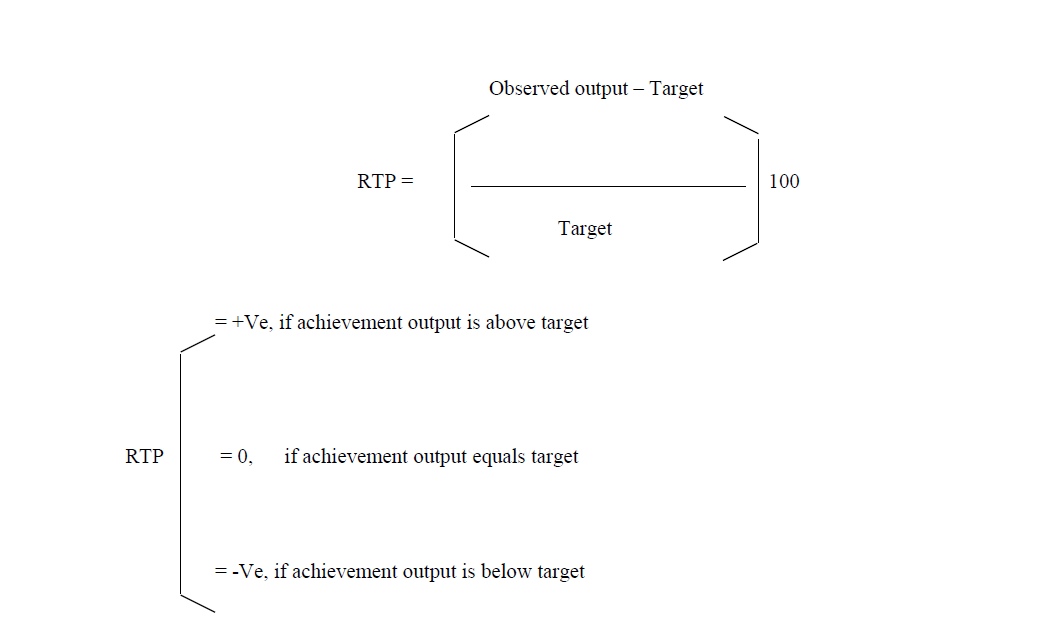 Observed output – Target
RTP = 100
Target
= +Ve, if achievement output is above target
RTP = 0, if achievement output equals target
= -Ve, if achievement output is below target